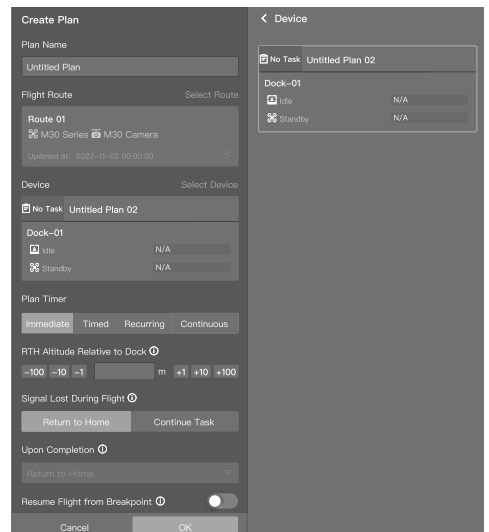 Create Plan
Plan Name
Untitled Plan
Flight Route Select Route
Route 01
M30 Series M30 Camera
Updated at: 2022-11-02 00:00:00
Device Select Device
No Task Untitled Plan 02
Dock-01
Idle N/A
Standby N/A
Plan Timer
Immediate Timed Recurring Continuous
RTH Altitude Relative to Dock
-100 -10 -1 m +1 +10 +100
Signal Lost During Flight
Return to Home Continue Task
Upon Completion
Return to Home
Resume Flight from Breakpoint
Cancel OK
Device
No Task Untitled Plan 02
Dock-01
Idle N/A
Standby N/A